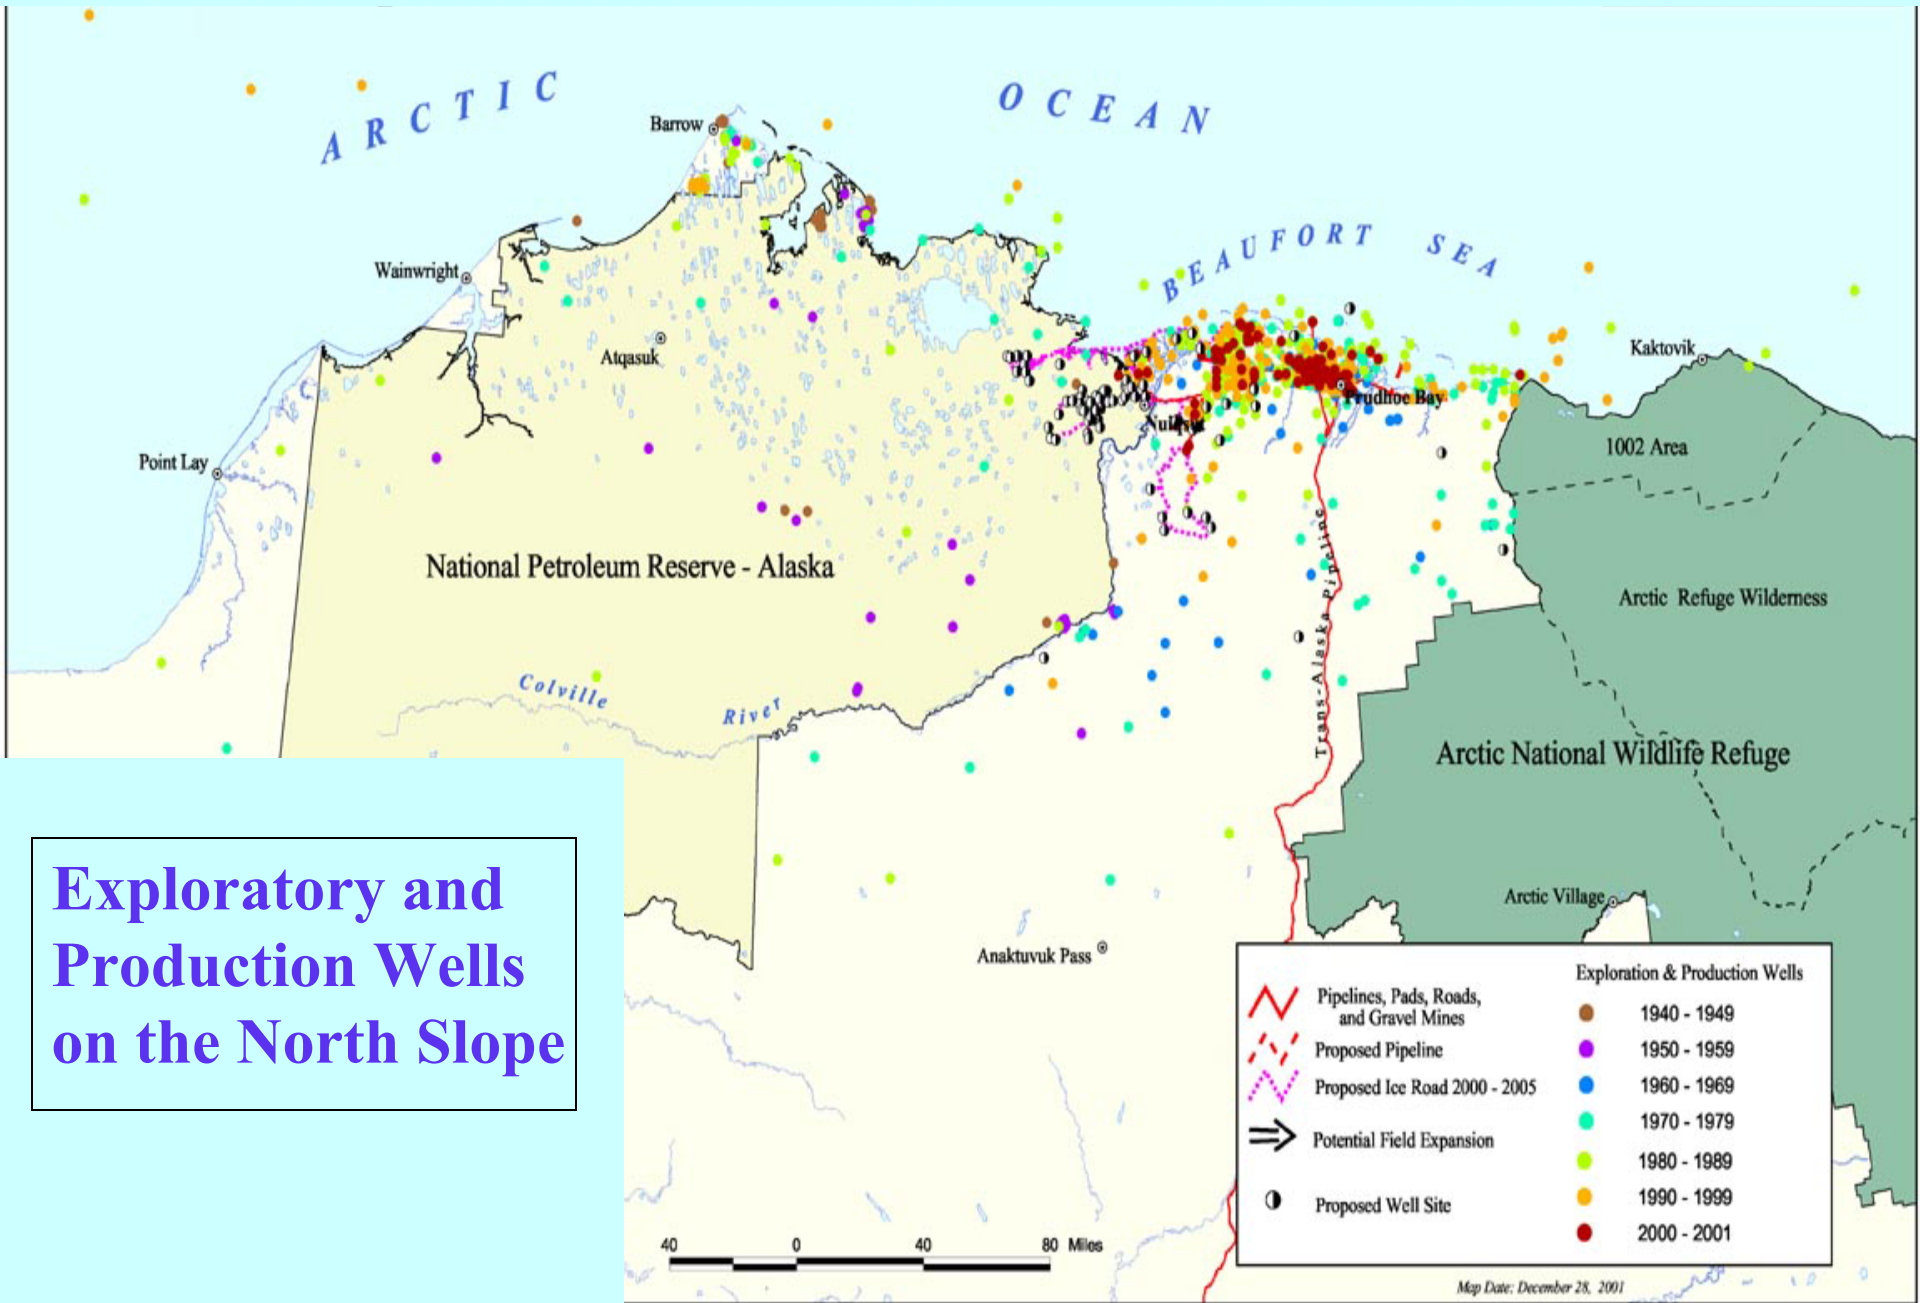 ARCTIC OCEAN
Barrow
BEAUFORT SEA
Wainwright
Atqasuk
Kaktovik
Prudhoe Bay
Point Lay
1002 Area
National Petroleum Reserve - Alaska
Trans-Alaska Pipeline
Arctic Refuge Wilderness
Colville River
Arctic National Wildlife Refuge
Arctic Village
Anaktuvuk Pass
Exploratory and
Production Wells
on the North Slope
Pipelines, Pads, Roads,
and Gravel Mines
Proposed Pipeline
Proposed Ice Road 2000 - 2005
Potential Field Expansion
Proposed Well Site
Exploration & Production Wells
1940 - 1949
1950 - 1959
1960 - 1969
1970 - 1979
1980 - 1989
1990 - 1999
2000 - 2001
40 0 40 80 Miles
Map Date: December 28, 2001